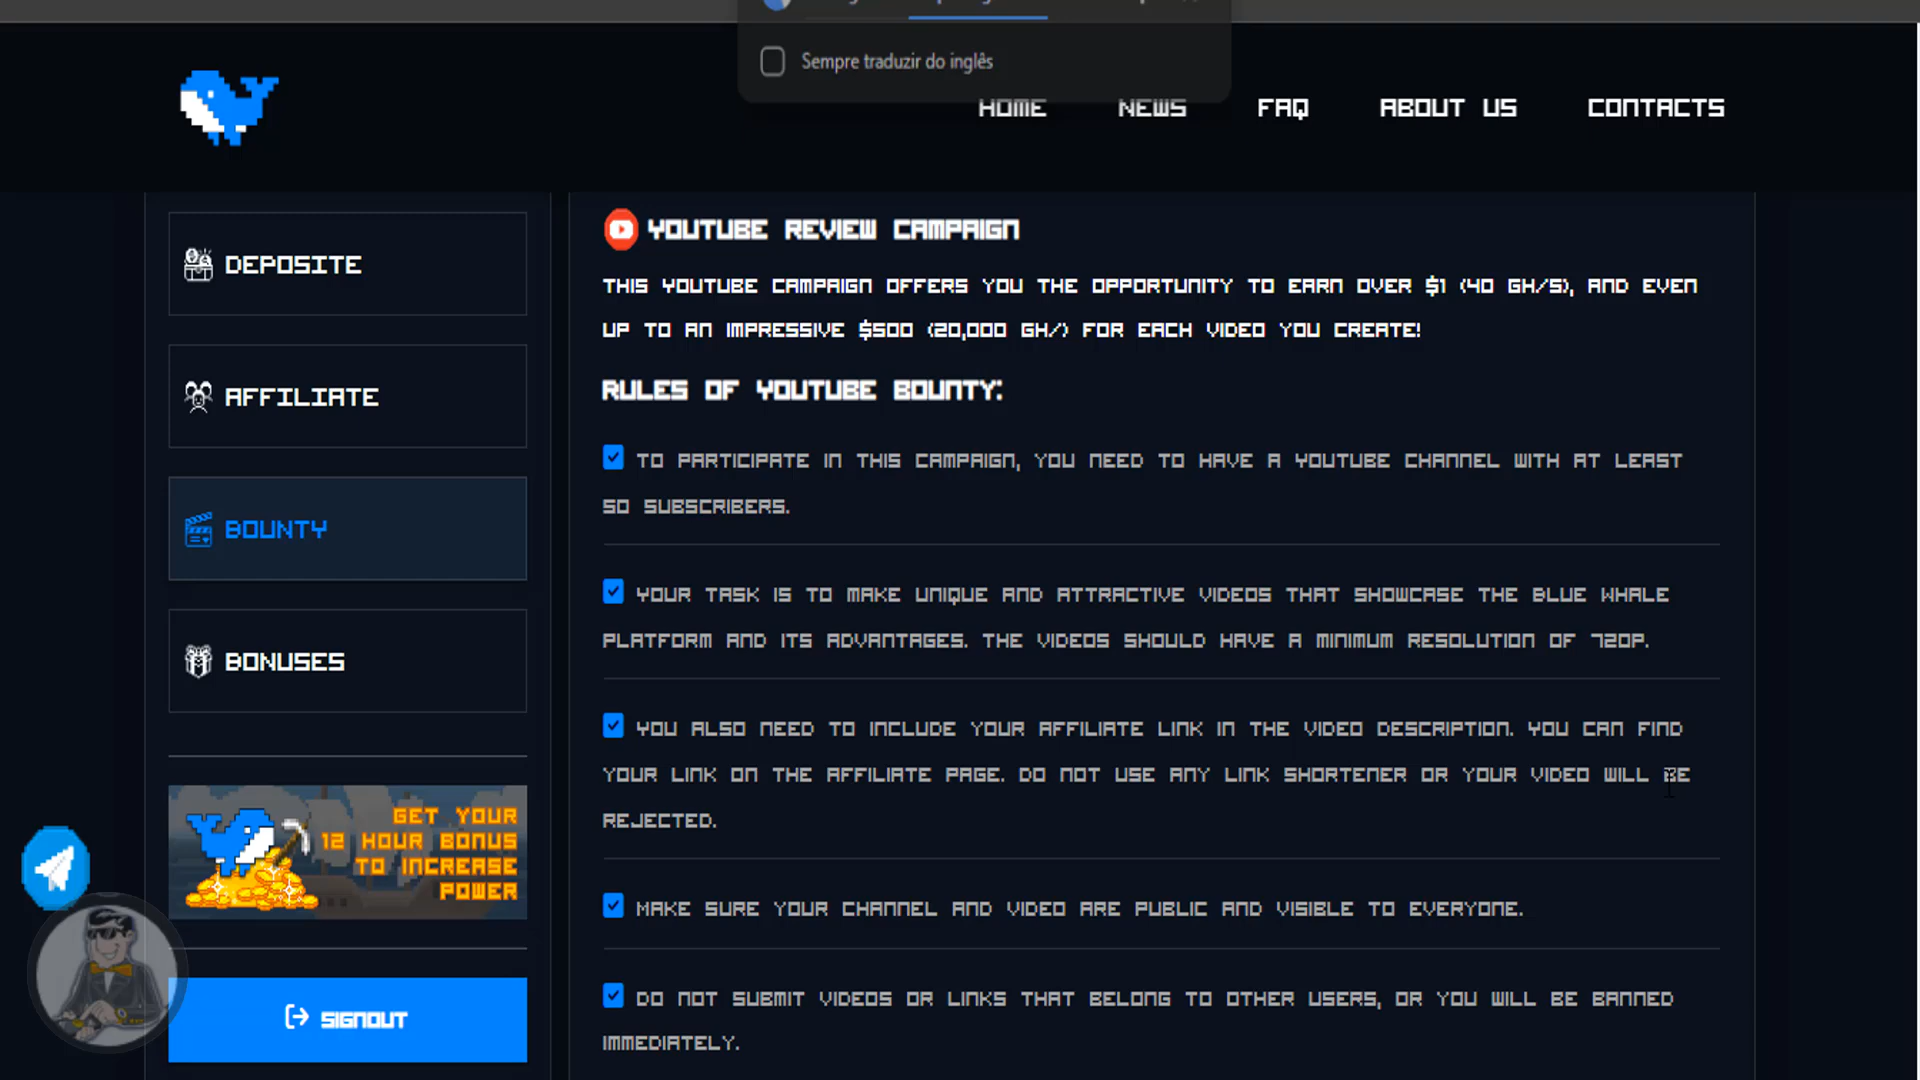 Sempre traduzir do inglês
HOME NEWS FAQ ABOUT US CONTACTS
DEPOSITE
AFFILIATE
BOUNTY
BONUSES
GET YOUR
12 HOUR BONUS
TO INCREASE
POWER
SIGNOUT
YOUTUBE REVIEW CAMPAIGN
THIS YOUTUBE CAMPAIGN OFFERS YOU THE OPPORTUNITY TO EARN OVER $1 (40 GH/S), AND EVEN
UP TO AN IMPRESSIVE $500 (20,000 GH/) FOR EACH VIDEO YOU CREATE!
RULES OF YOUTUBE BOUNTY:
TO PARTICIPATE IN THIS CAMPAIGN, YOU NEED TO HAVE A YOUTUBE CHANNEL WITH AT LEAST
50 SUBSCRIBERS.
YOUR TASK IS TO MAKE UNIQUE AND ATTRACTIVE VIDEOS THAT SHOWCASE THE BLUE WHALE
PLATFORM AND ITS ADVANTAGES. THE VIDEOS SHOULD HAVE A MINIMUM RESOLUTION OF 720P.
YOU ALSO NEED TO INCLUDE YOUR AFFILIATE LINK IN THE VIDEO DESCRIPTION. YOU CAN FIND
YOUR LINK ON THE AFFILIATE PAGE. DO NOT USE ANY LINK SHORTENER OR YOUR VIDEO WILL BE
REJECTED.
MAKE SURE YOUR CHANNEL AND VIDEO ARE PUBLIC AND VISIBLE TO EVERYONE.
DO NOT SUBMIT VIDEOS OR LINKS THAT BELONG TO OTHER USERS, OR YOU WILL BE BANNED
IMMEDIATELY.